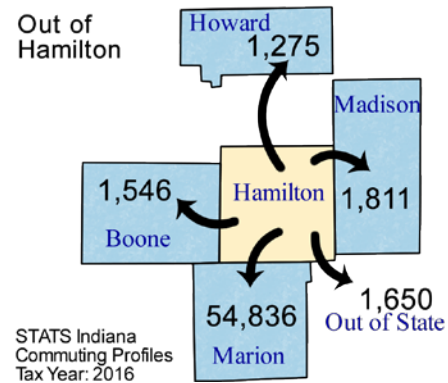 Out of
Hamilton
Howard
1,275
Madison
1,811
Hamilton
1,546
Boone
54,836
Marion
1,650
Out of State
STATS Indiana
Commuting Profiles
Tax Year: 2016